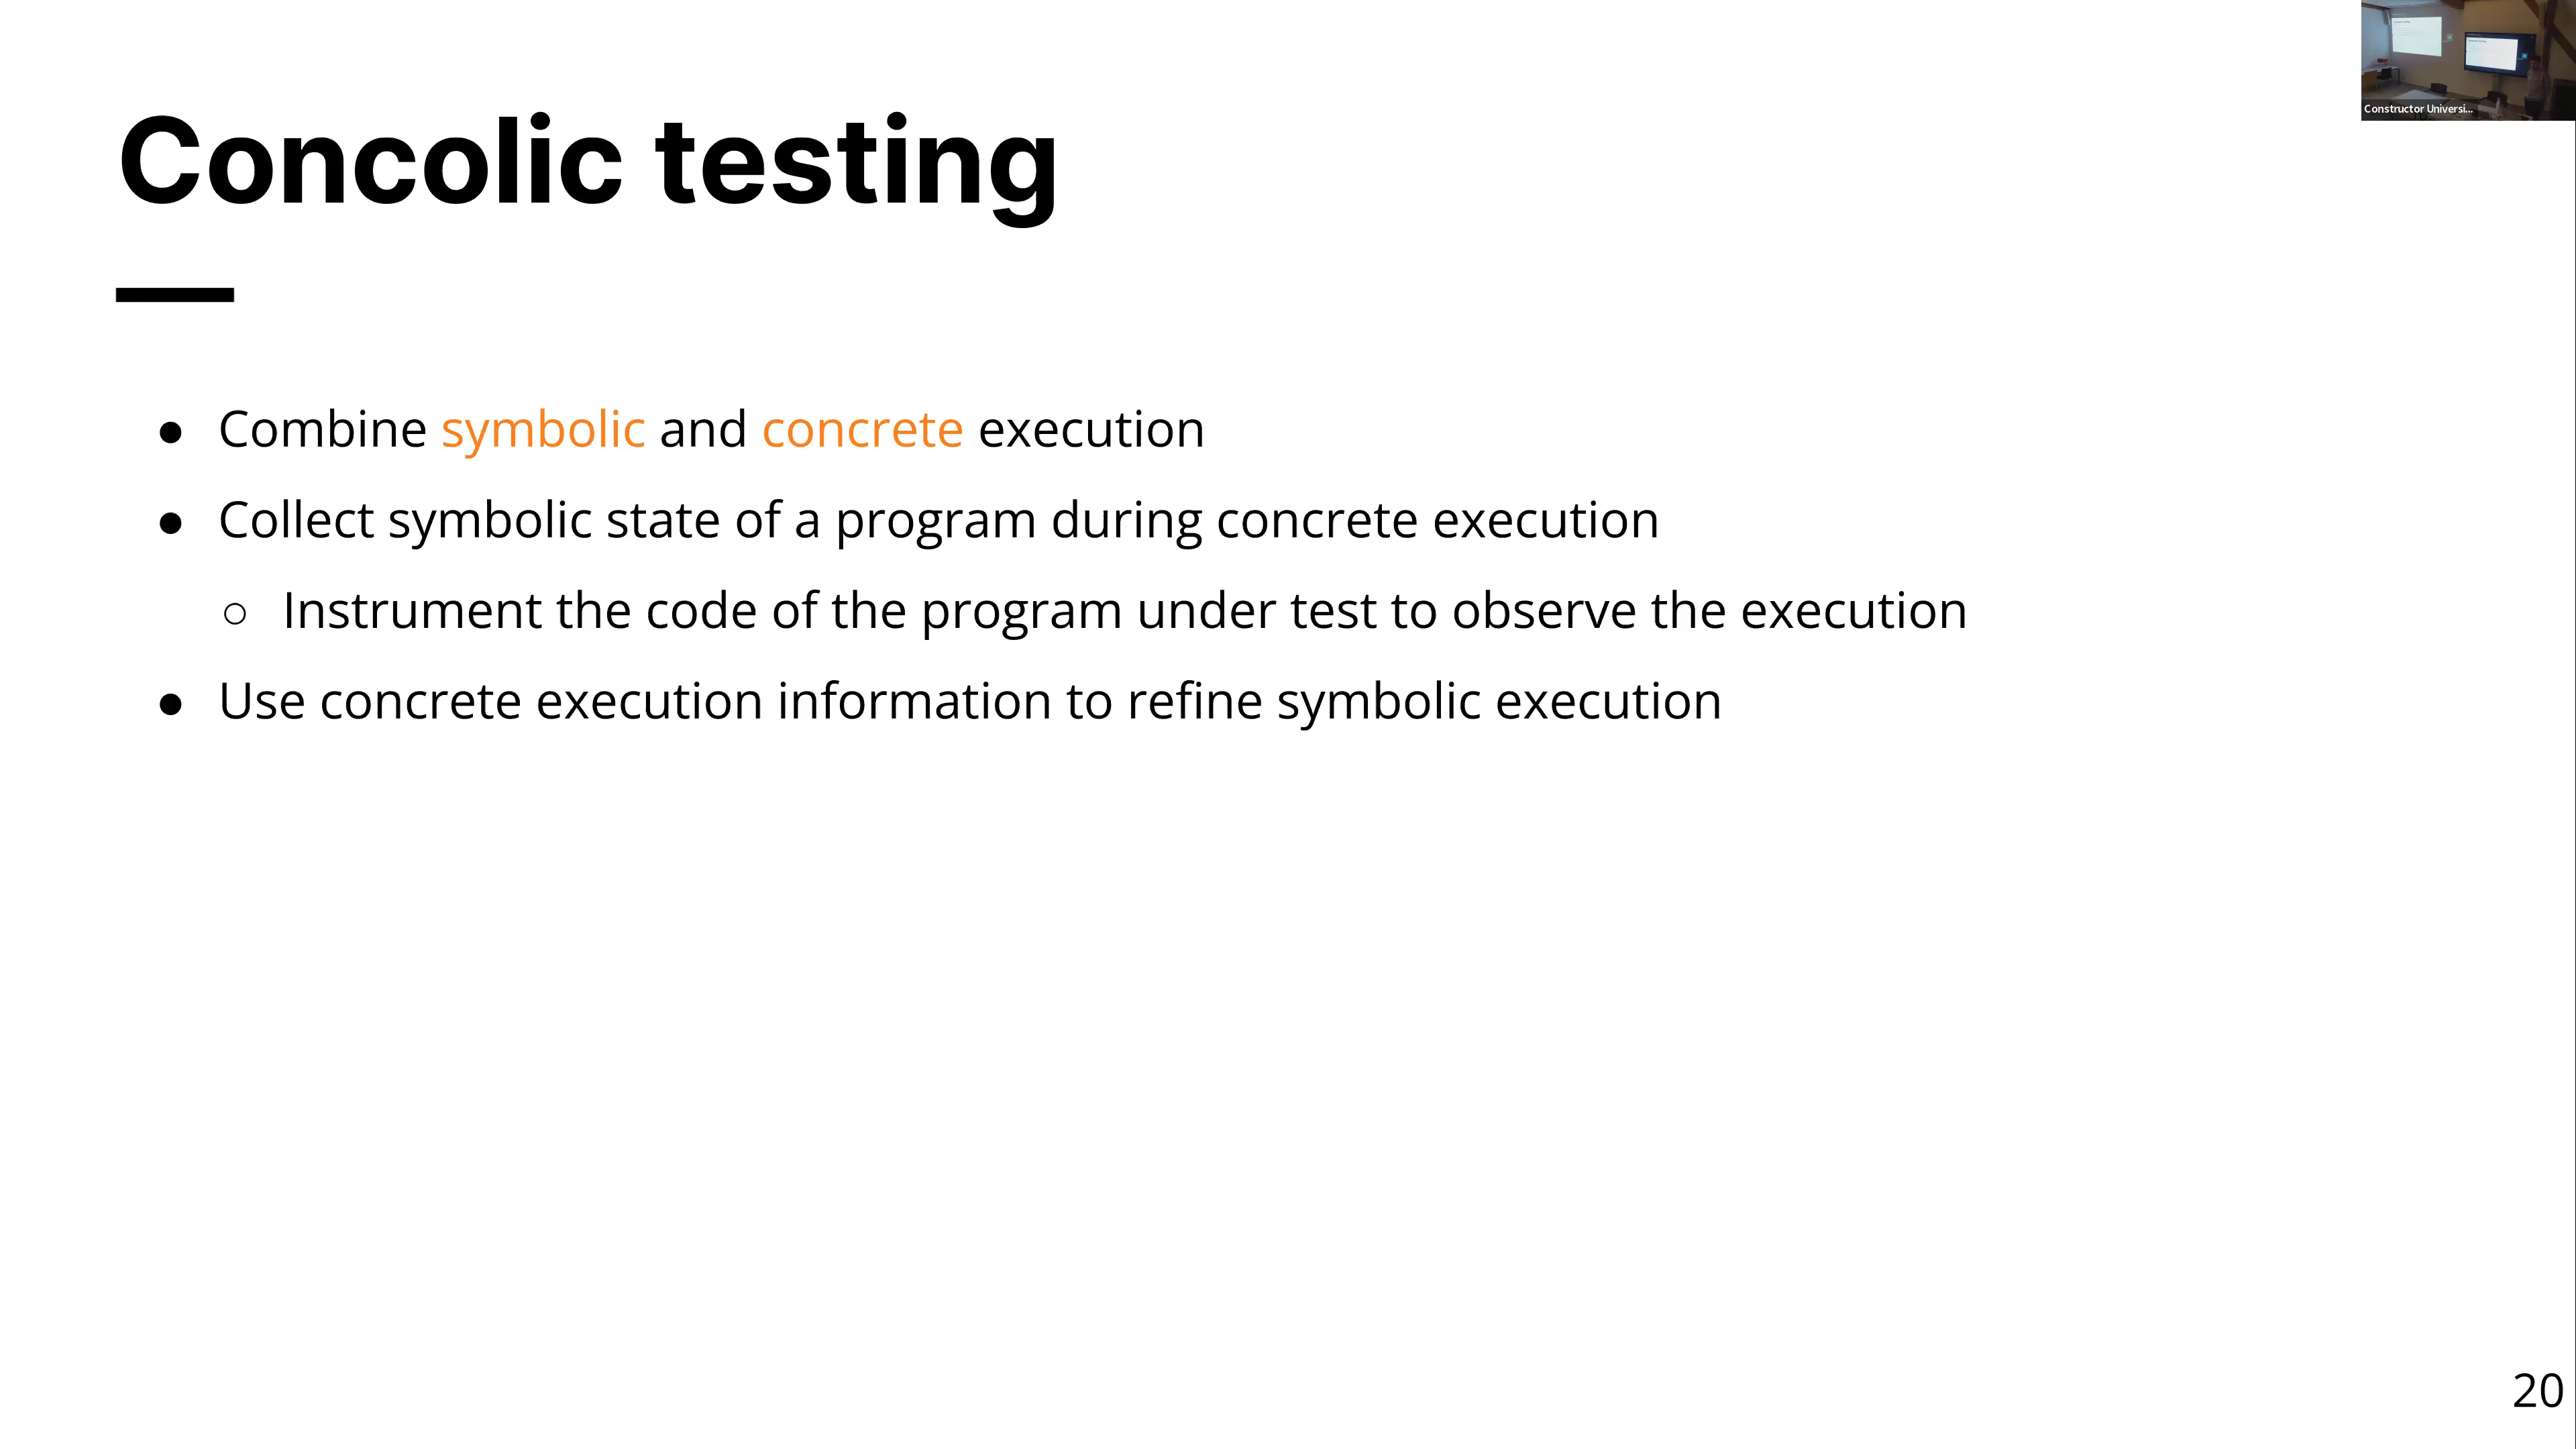 Constructor Universi...
Concolic testing
● Combine symbolic and concrete execution
● Collect symbolic state of a program during concrete execution
○ Instrument the code of the program under test to observe the execution
● Use concrete execution information to refine symbolic execution
20